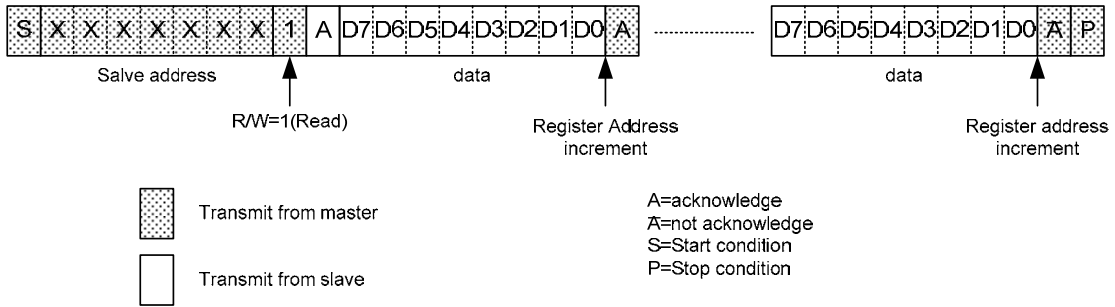 S X X X X X X X 1 A D7 D6 D5 D4 D3 D2 D1 D0 A D7 D6 D5 D4 D3 D2 D1 D0 A̅ P
Salve address data data
R/W=1(Read)
Register Address
increment
Register address
increment
Transmit from master
Transmit from slave
A=acknowledge
A̅=not acknowledge
S=Start condition
P=Stop condition